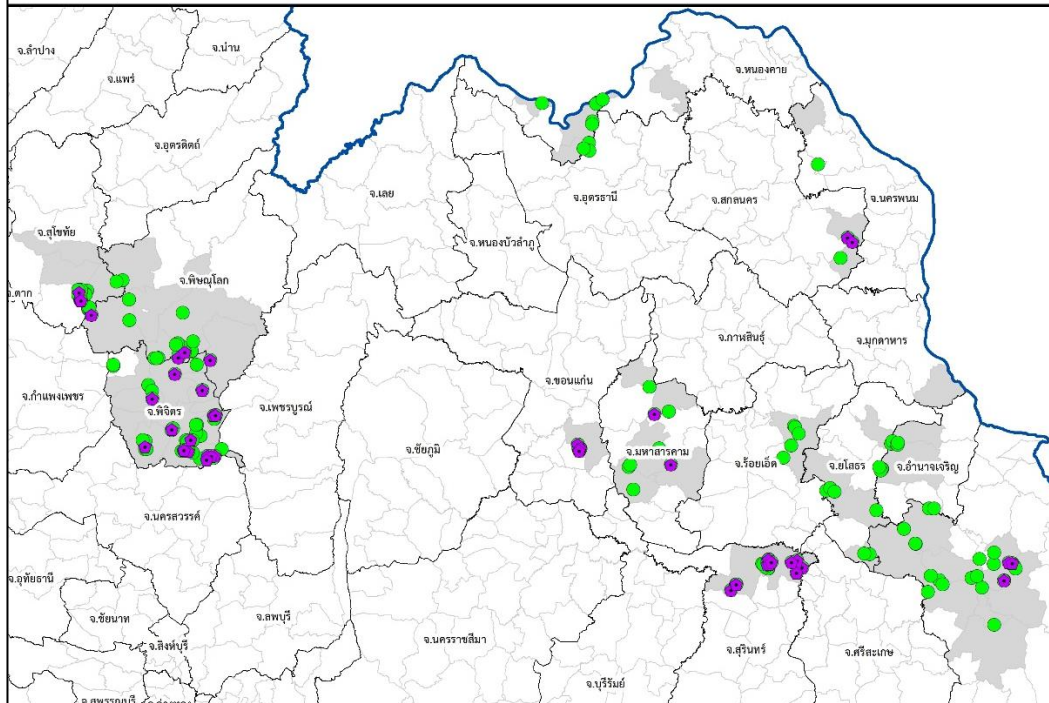 จ.ลำปาง
จ.น่าน
จ.แพร่
จ.หนองคาย
จ.อุตรดิตถ์
จ.เลย
จ.อุดรธานี
จ.สกลนคร
จ.นครพนม
จ.สุโขทัย
จ.หนองบัวลำภู
จ.ตาก
จ.พิษณุโลก
จ.กาฬสินธุ์
จ.มุกดาหาร
จ.ขอนแก่น
จ.กำแพงเพชร
จ.พิจิตร
จ.เพชรบูรณ์
จ.ชัยภูมิ
จ.มหาสารคาม
จ.ร้อยเอ็ด
จ.ยโสธร
จ.อำนาจเจริญ
จ.นครสวรรค์
จ.อุทัยธานี
จ.ชัยนาท
จ.ลพบุรี
จ.สิงห์บุรี
จ.นครราชสีมา
จ.สุรินทร์
จ.ศรีสะเกษ
จ.บุรีรัมย์
จ.สุพรรณบุรี